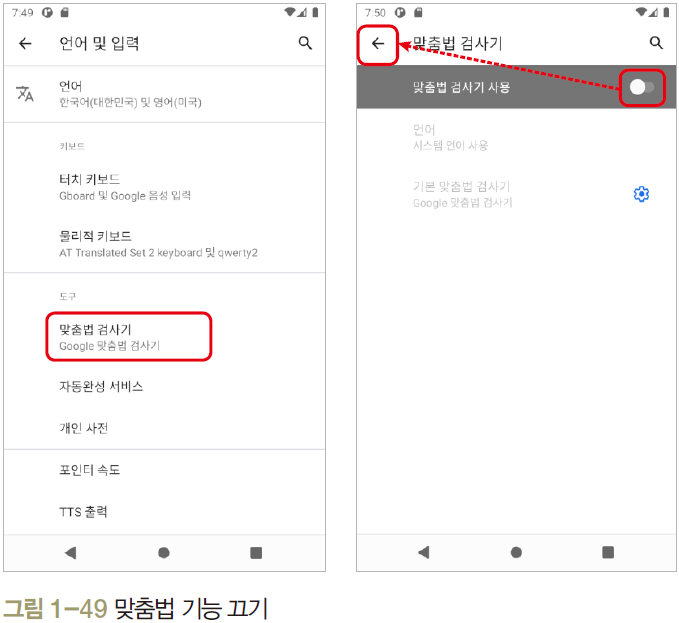 7:49
언어 및 입력
언어
한국어(대한민국) 및 영어(미국)
키보드
터치 키보드
Gboard 및 Google 음성 입력
물리적 키보드
AT Translated Set 2 keyboard 및 qwerty2
도구
맞춤법 검사기
Google 맞춤법 검사기
자동완성 서비스
개인 사전
포인터 속도
TTS 출력
7:50
맞춤법 검사기
맞춤법 검사기 사용
언어
시스템 언어 사용
기본 맞춤법 검사기
Google 맞춤법 검사기
그림 1-49 맞춤법 기능 끄기